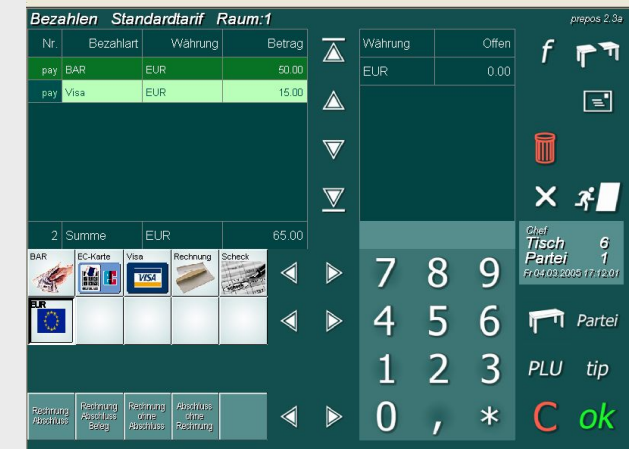 Bezahlen Standardtarif Raum:1
prepos 2.3a
Nr. Bezahlart Währung Betrag
pay BAR EUR 50.00
pay Visa EUR 15.00
2 Summe EUR 65.00
Währung Offen
EUR 0.00
f
Chef
Tisch 6
Partei 1
Fr 04.03.2005 17:12:01
BAR EC-Karte Visa Rechnung Scheck
VISA
EUR
7 8 9
4 5 6
1 2 3
0 , *
Partei
PLU tip
C ok
Rechnung
Abschluss
Rechnung
Abschluss
Beleg
Rechnung
ohne
Abschluss
Abschluss
ohne
Rechnung